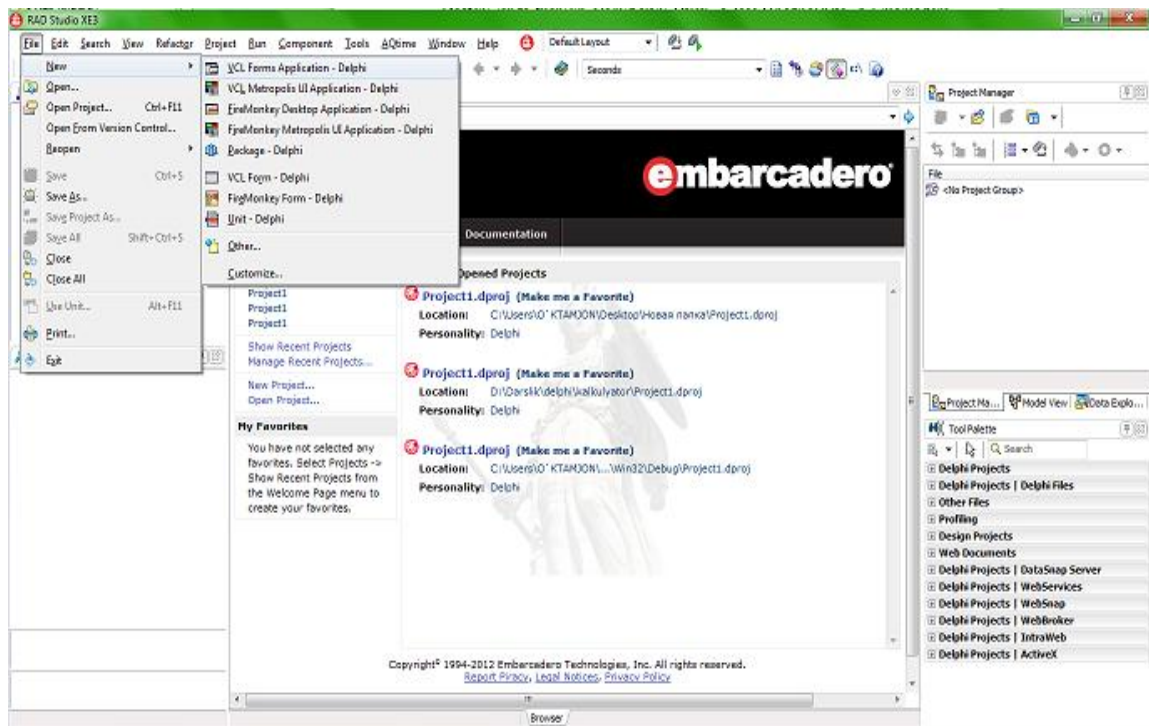 RAD Studio XE3
File Edit Search View Refactor Project Run Component Tools AQtime Window Help Default Layout
Seconds
New
Open...
Open Project... Ctrl+F11
Open From Version Control...
Reopen
Save Ctrl+S
Save As...
Save Project As...
Save All Shift+Ctrl+S
Close
Close All
Use Unit... Alt+F11
Print...
Exit
VCL Forms Application - Delphi
VCL Metropolis UI Application - Delphi
FireMonkey Desktop Application - Delphi
FireMonkey Metropolis UI Application - Delphi
Package - Delphi
VCL Form - Delphi
FireMonkey Form - Delphi
Unit - Delphi
Other...
Customize...
embarcadero
Documentation
Opened Projects
Project1
Project1
Project1
Show Recent Projects
Manage Recent Projects...
New Project...
Open Project...
My Favorites
You have not selected any
favorites. Select Projects ->
Show Recent Projects from
the Welcome Page menu to
create your favorites.
Project1.dproj (Make me a Favorite)
Location: C:\Users\O`KTAMJON\Desktop\Новая папка\Project1.dproj
Personality: Delphi
Project1.dproj (Make me a Favorite)
Location: D:\Darslik\delphi\kalkulyator\Project1.dproj
Personality: Delphi
Project1.dproj (Make me a Favorite)
Location: C:\Users\O`KTAMJON\...\Win32\Debug\Project1.dproj
Personality: Delphi
Copyright© 1994-2012 Embarcadero Technologies, Inc. All rights reserved.
Report Piracy, Legal Notices, Privacy Policy
Browser
Project Manager
File
<No Project Group>
Project Ma... Model View Data Explo...
Tool Palette
Search
Delphi Projects
Delphi Projects | Delphi Files
Other Files
Profiling
Design Projects
Web Documents
Delphi Projects | DataSnap Server
Delphi Projects | WebServices
Delphi Projects | WebSnap
Delphi Projects | WebBroker
Delphi Projects | IntraWeb
Delphi Projects | ActiveX